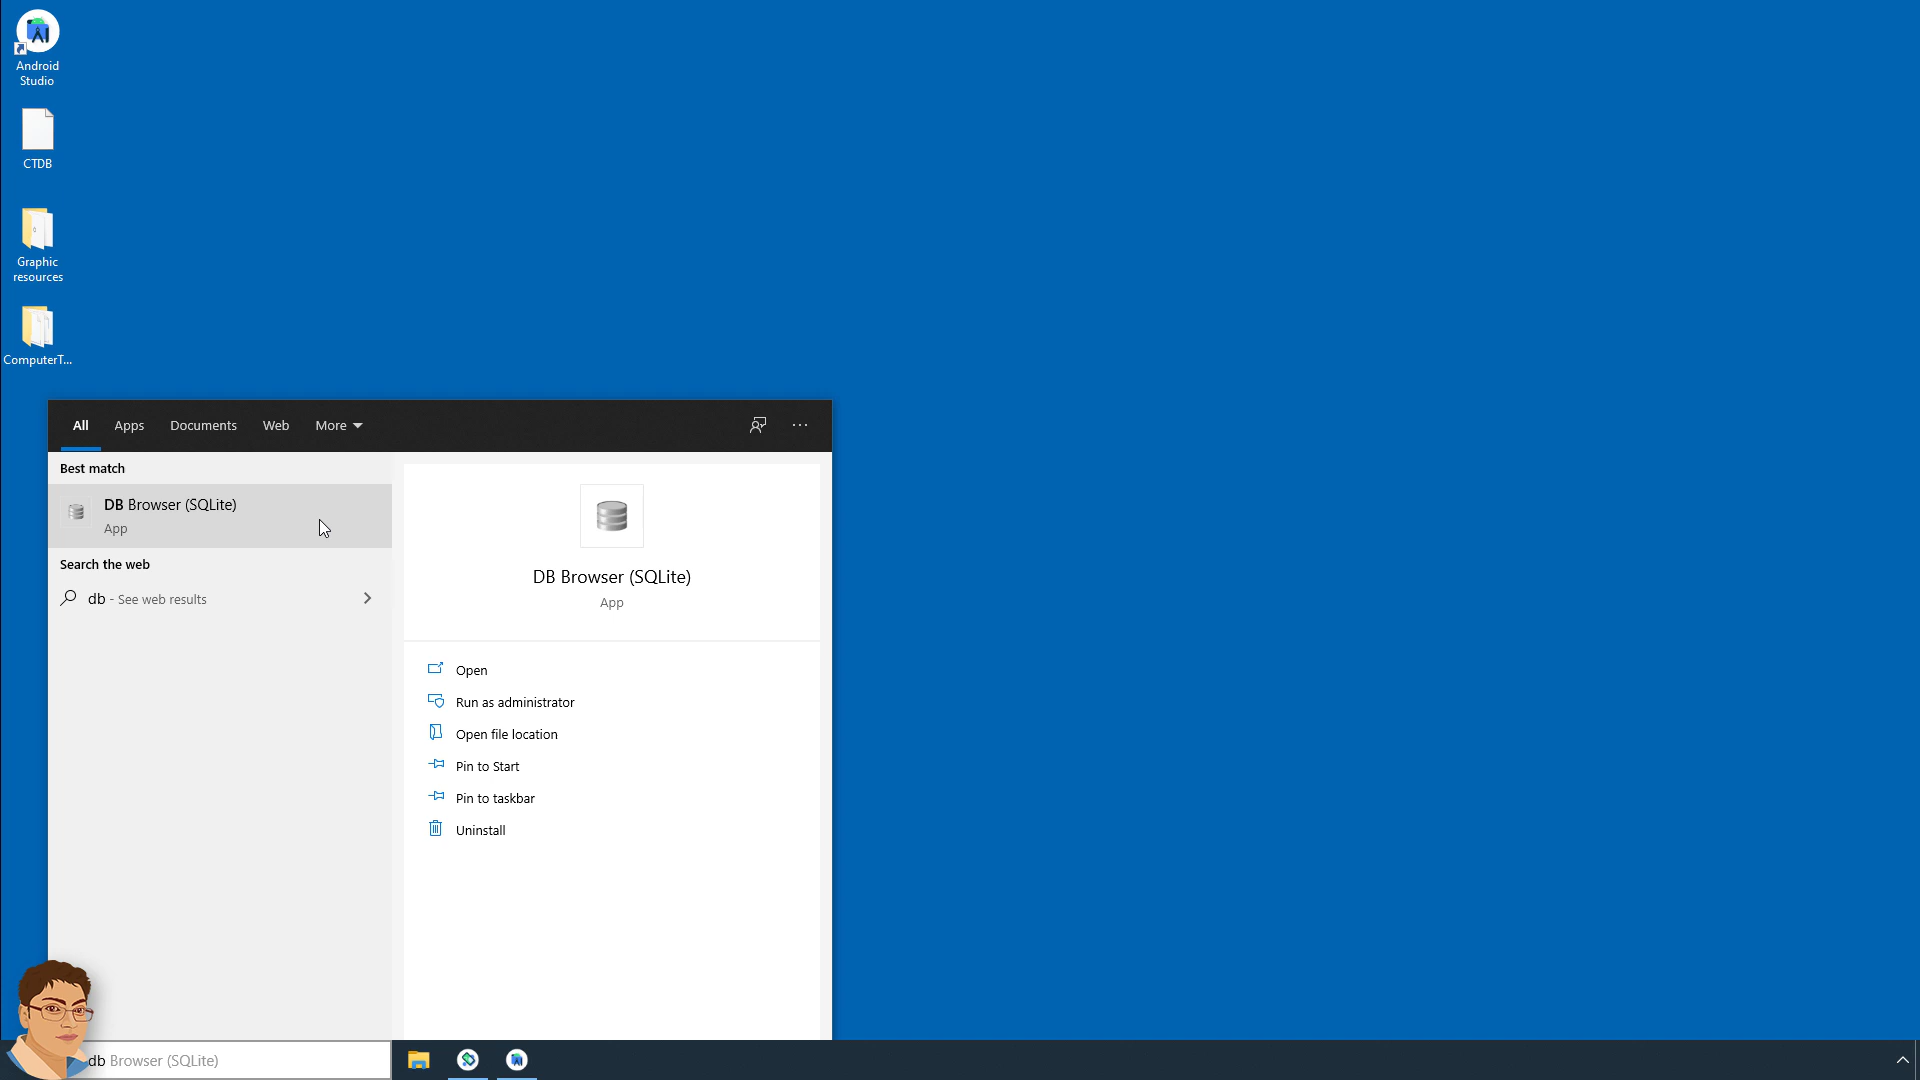 Android
Studio
CTDB
Graphic
resources
ComputerT...
All Apps Documents Web More
Best match
DB Browser (SQLite)
App
Search the web
db - See web results
DB Browser (SQLite)
App
Open
Run as administrator
Open file location
Pin to Start
Pin to taskbar
Uninstall
db Browser (SQLite)